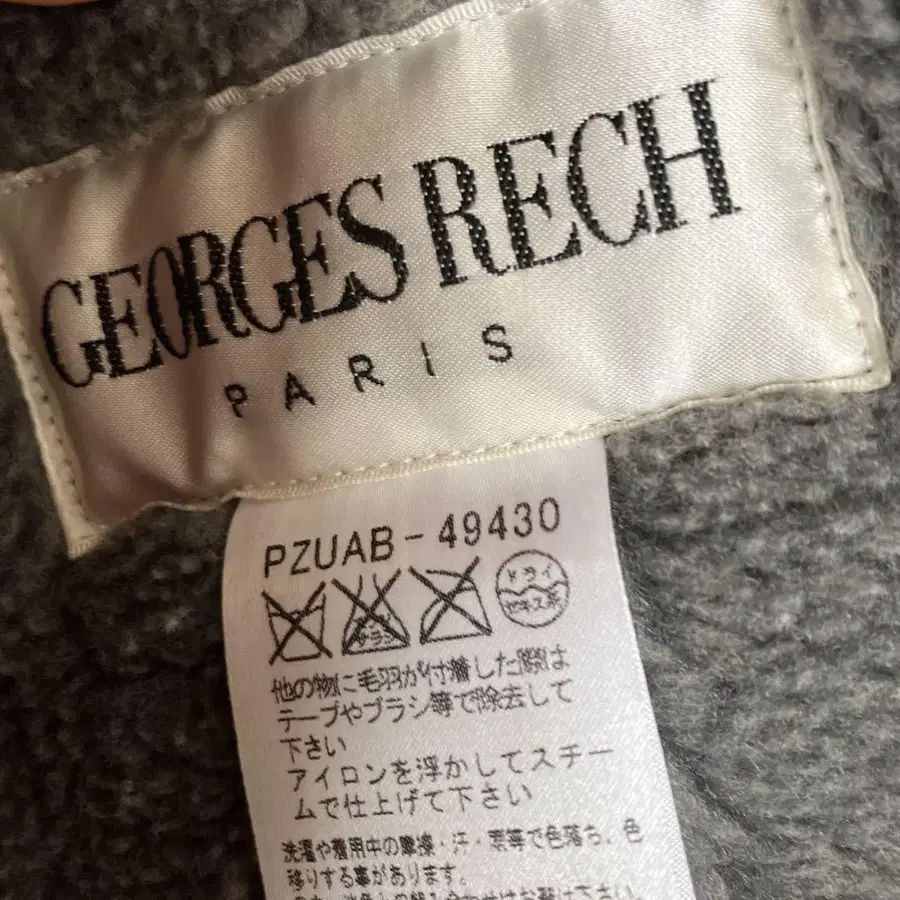 GEORGES RECH
PARIS
PZUAB-49430
サラシ
ドライ
セキユ系
他の物に毛羽が付着した際は
テープやブラシ等で除去して
下さい
アイロンを浮かしてスチー
ムで仕上げて下さい
洗濯や着用中の摩擦・汗・雨等で色落ち、色
移りする事があります。